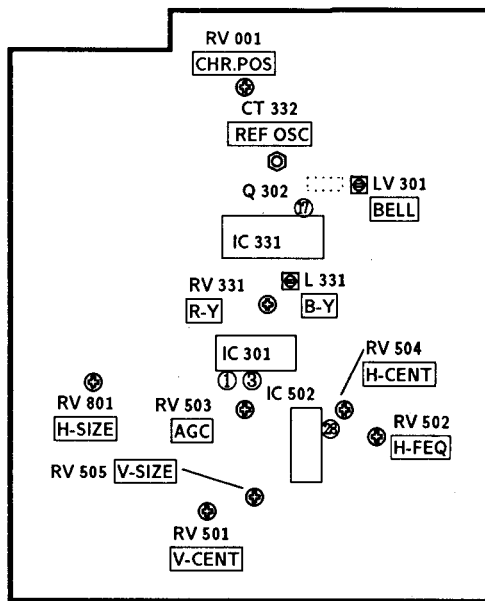 RV 001
CHR.POS
CT 332
REF OSC
Q 302
LV 301
17
BELL
IC 331
RV 331
L 331
R-Y
B-Y
IC 301
RV 504
1
3
H-CENT
IC 502
RV 801
RV 503
RV 502
28
H-SIZE
AGC
H-FEQ
RV 505
V-SIZE
RV 501
V-CENT